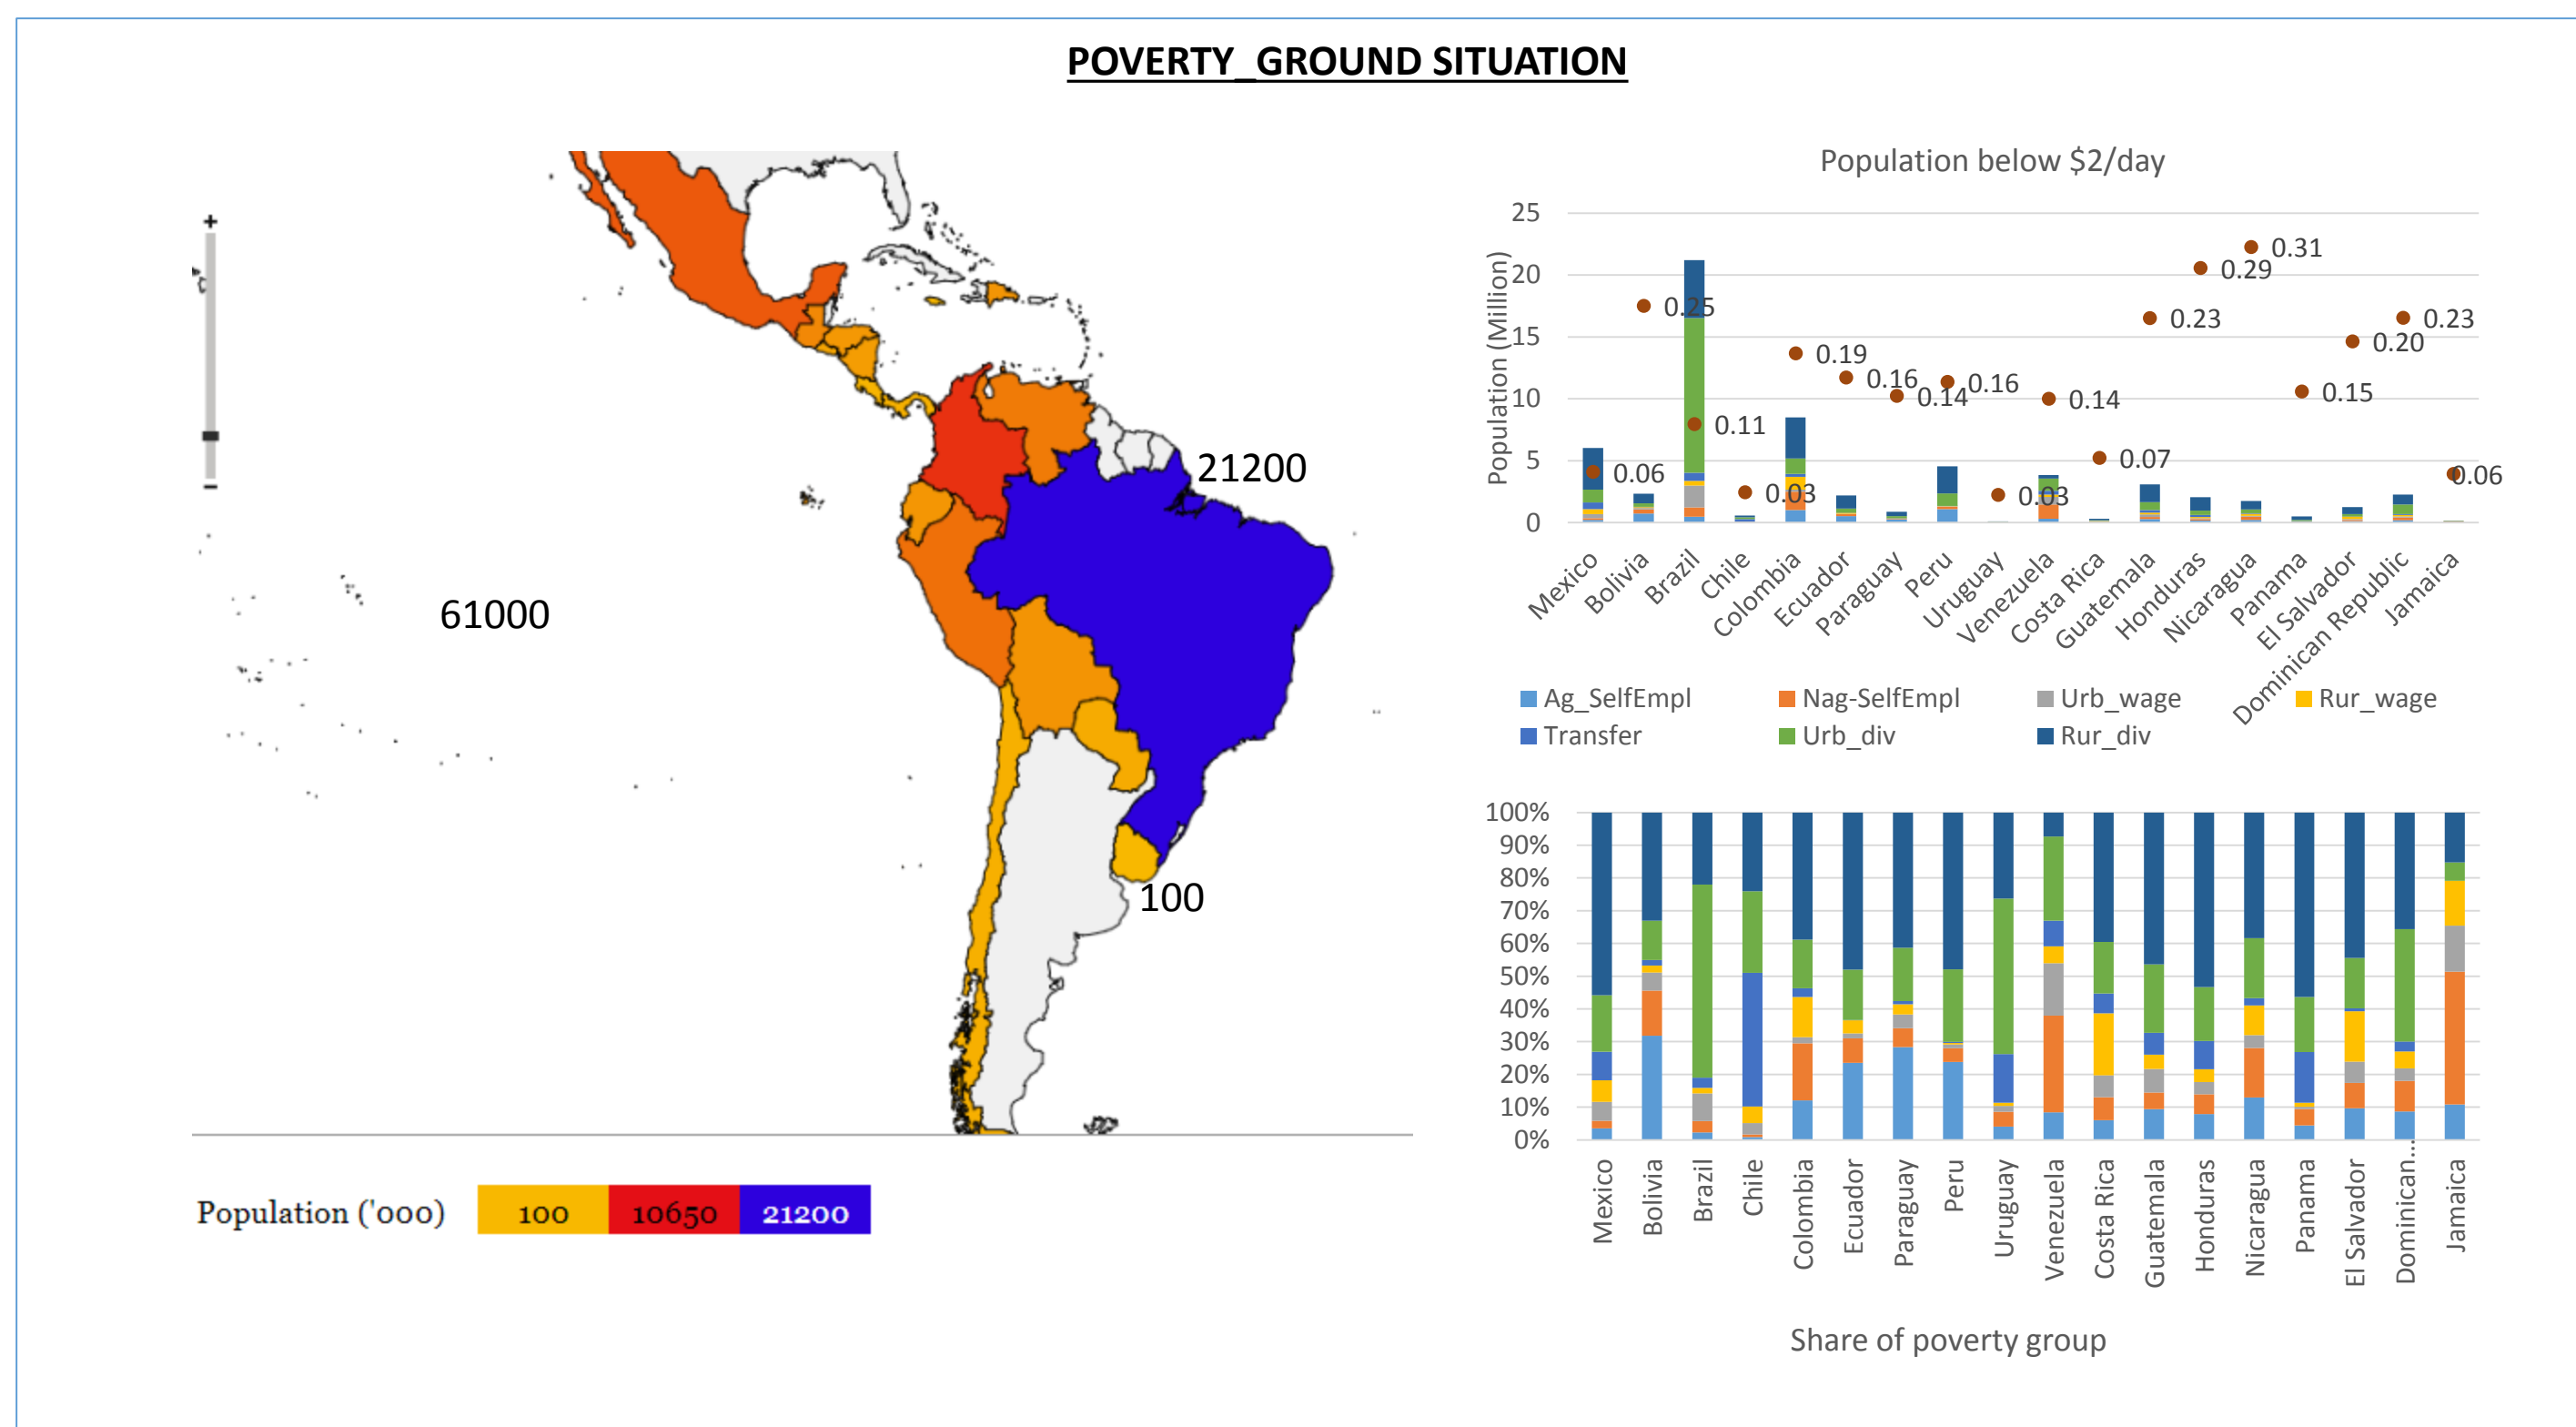 POVERTY_GROUND SITUATION
+
−
61000
21200
100
Population ('000) 100 10650 21200
Population below $2/day
Population (Million)
25
20
15
10
5
0
0.06
0.25
0.11
0.03
0.19
0.16
0.14
0.16
0.03
0.14
0.07
0.23
0.29
0.31
0.15
0.20
0.23
0.06
Mexico
Bolivia
Brazil
Chile
Colombia
Ecuador
Paraguay
Peru
Uruguay
Venezuela
Costa Rica
Guatemala
Honduras
Nicaragua
Panama
El Salvador
Dominican Republic
Jamaica
Ag_SelfEmpl Nag-SelfEmpl Urb_wage Rur_wage
Transfer Urb_div Rur_div
100%
90%
80%
70%
60%
50%
40%
30%
20%
10%
0%
Mexico
Bolivia
Brazil
Chile
Colombia
Ecuador
Paraguay
Peru
Uruguay
Venezuela
Costa Rica
Guatemala
Honduras
Nicaragua
Panama
El Salvador
Dominican...
Jamaica
Share of poverty group